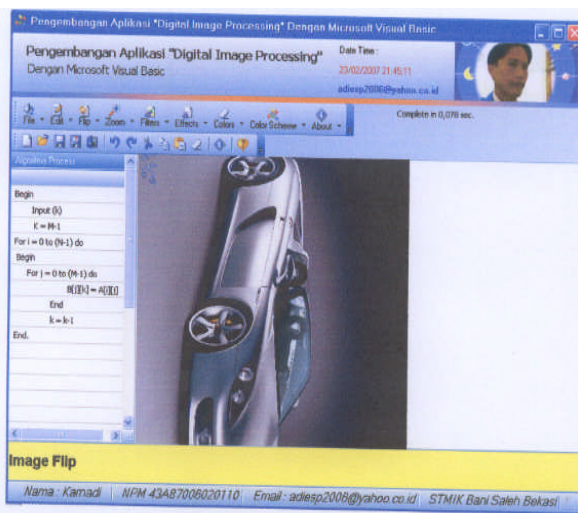 Pengembangan Aplikasi "Digital Image Processing" Dengan Microsoft Visual Basic
Pengembangan Aplikasi "Digital Image Processing"
Dengan Microsoft Visual Basic
Date Time :
23/02/2007 21:45:11
adiesp2006@yahoo.co.id
File Edit Flip Zoom Filters Effects Colors Color Scheme About
Complete in 0,078 sec.
Algoritma Process
Begin
Input (k)
K = M-1
For i = 0 to (N-1) do
Begin
For j = 0 to (M-1) do
B[j][k] = A[i][j]
End
k = k-1
End.
Image Flip
Nama : Karnadi NPM 43A87006020110 Email : adiesp2006@yahoo.co.id STMIK Bani Saleh Bekasi